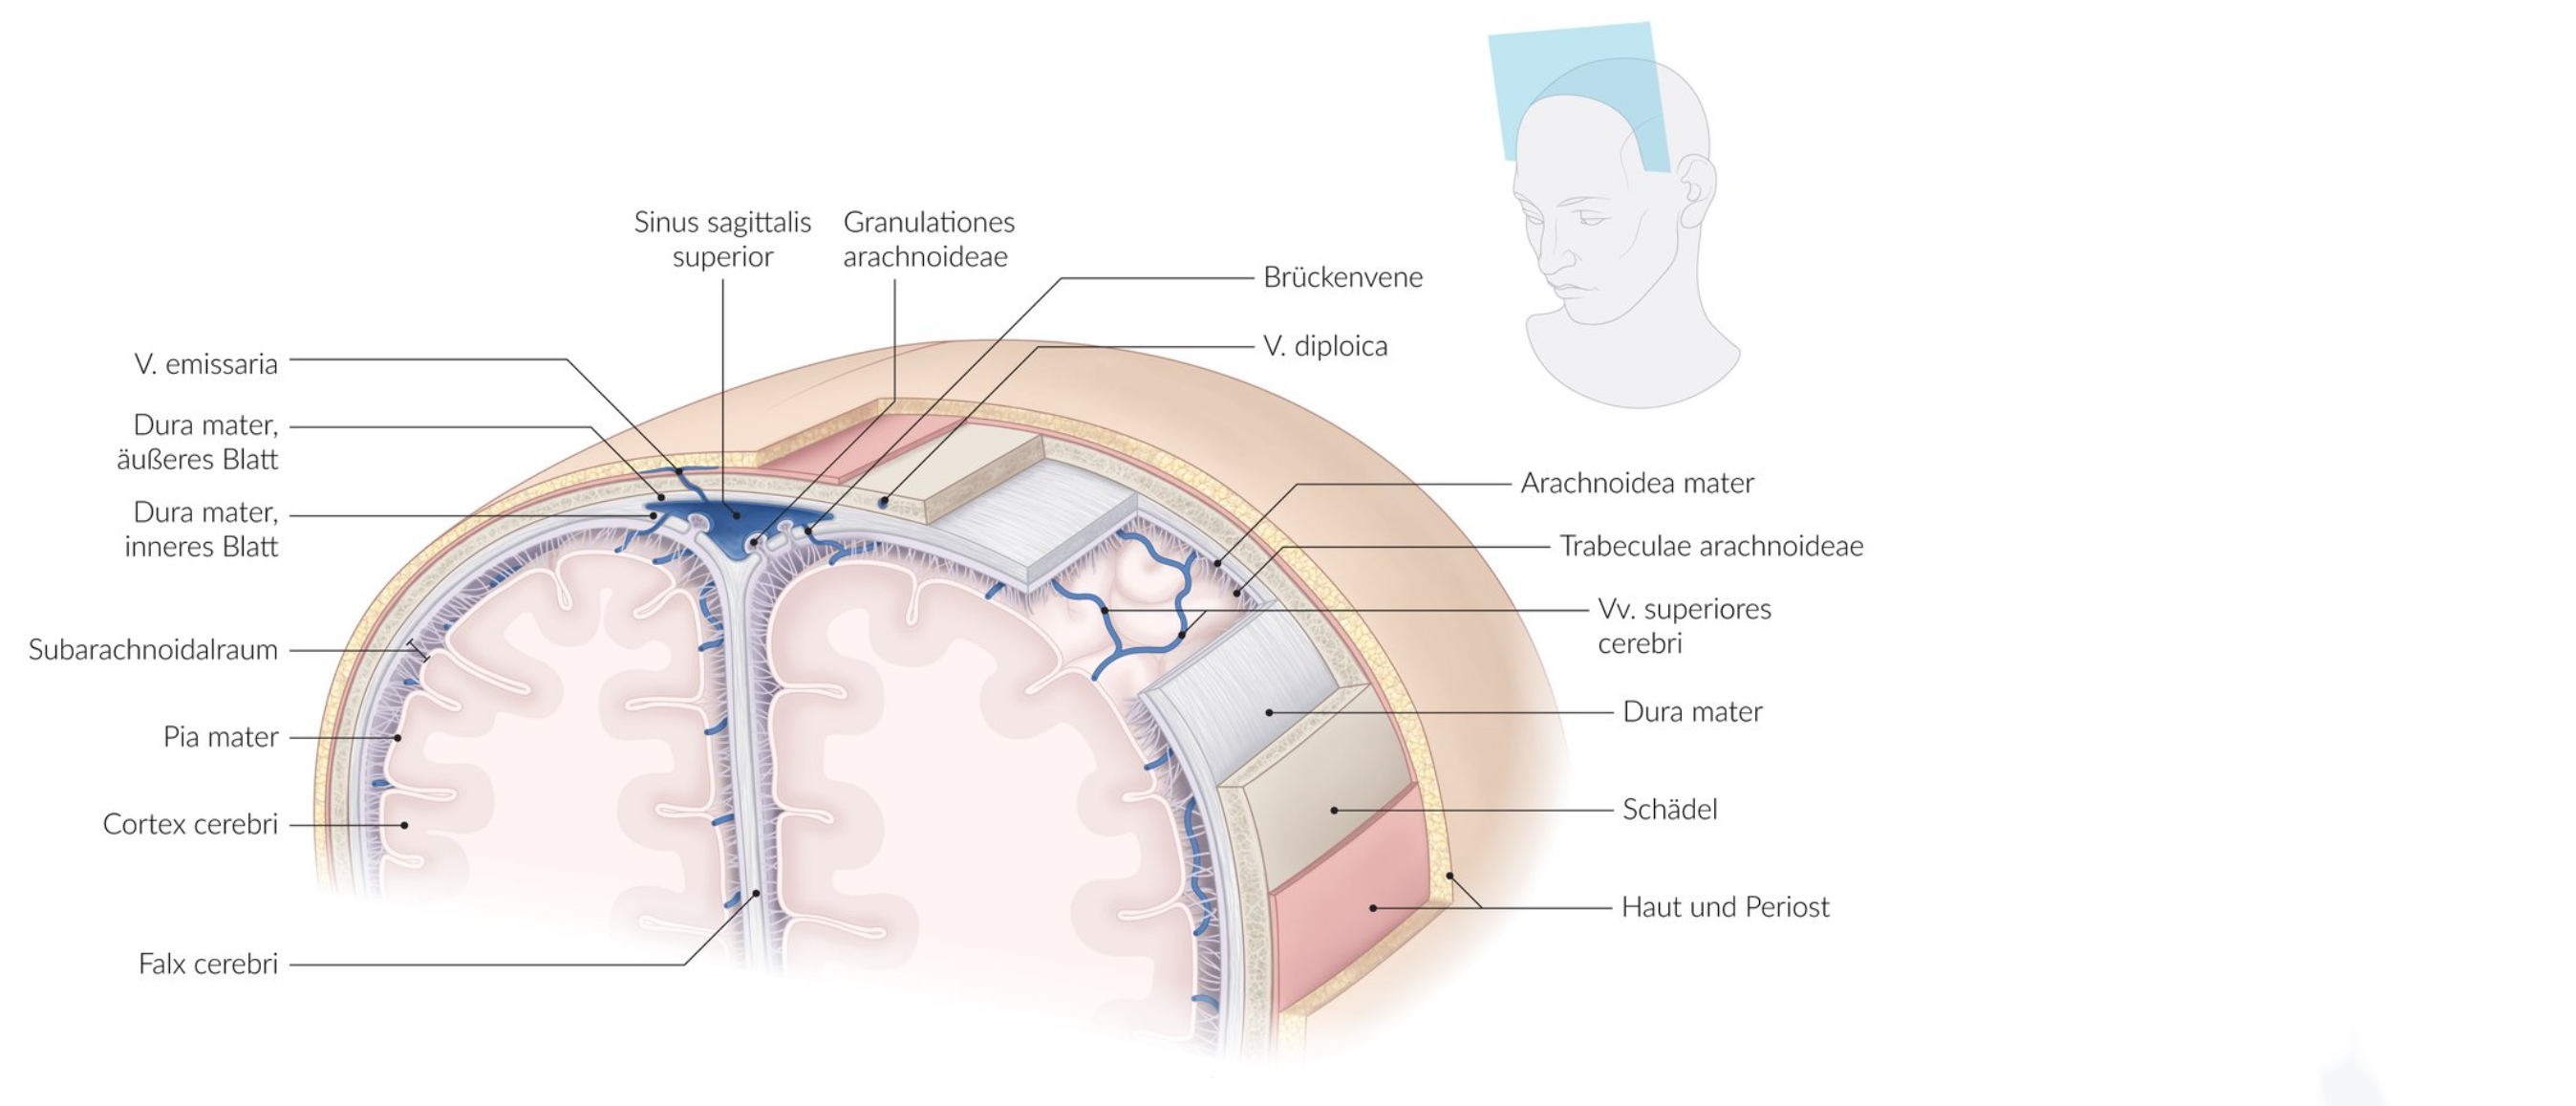 Sinus sagittalis
superior
Granulationes
arachnoideae
Brückenvene
V. diploica
V. emissaria
Dura mater,
äußeres Blatt
Dura mater,
inneres Blatt
Subarachnoidalraum
Pia mater
Cortex cerebri
Falx cerebri
Arachnoidea mater
Trabeculae arachnoideae
Vv. superiores
cerebri
Dura mater
Schädel
Haut und Periost